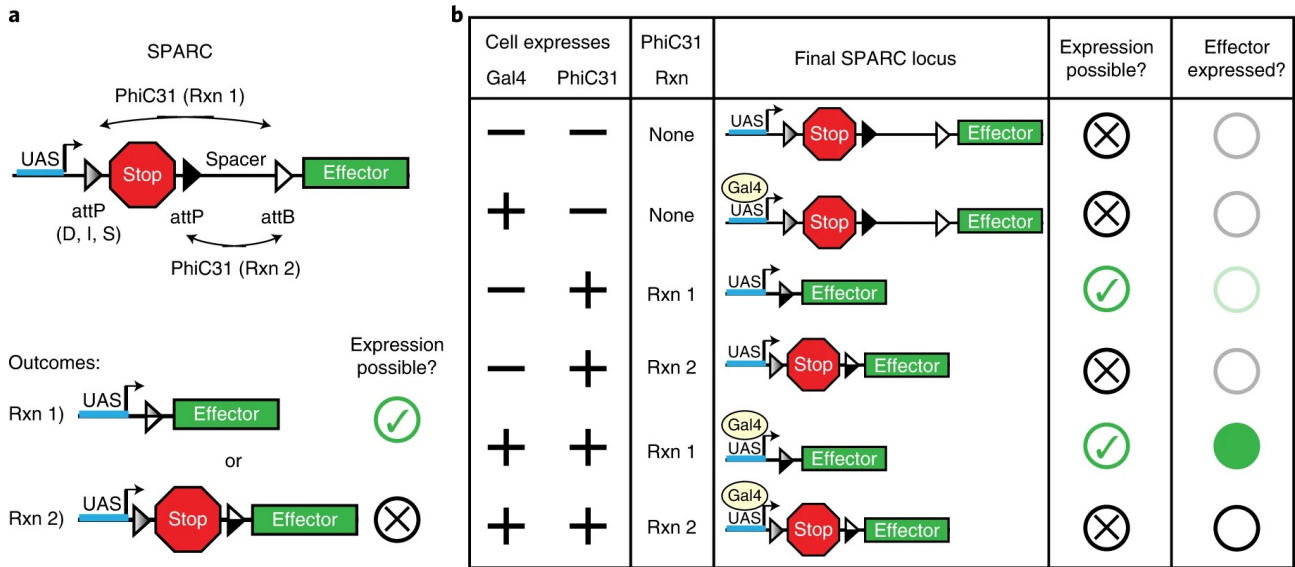 a
SPARC
PhiC31 (Rxn 1)
UAS
Stop
Spacer
Effector
attP
(D, I, S)
attP
attB
PhiC31 (Rxn 2)
Outcomes:
Expression
possible?
Rxn 1)
UAS
Effector
or
Rxn 2)
UAS
Stop
Effector
b
Cell expresses
Gal4 PhiC31
PhiC31
Rxn
Final SPARC locus
Expression
possible?
Effector
expressed?
— — None UAS Stop Effector
+ — None Gal4 UAS Stop Effector
— + Rxn 1 UAS Effector ✓
— + Rxn 2 UAS Stop Effector
+ + Rxn 1 Gal4 UAS Effector ✓
+ + Rxn 2 Gal4 UAS Stop Effector